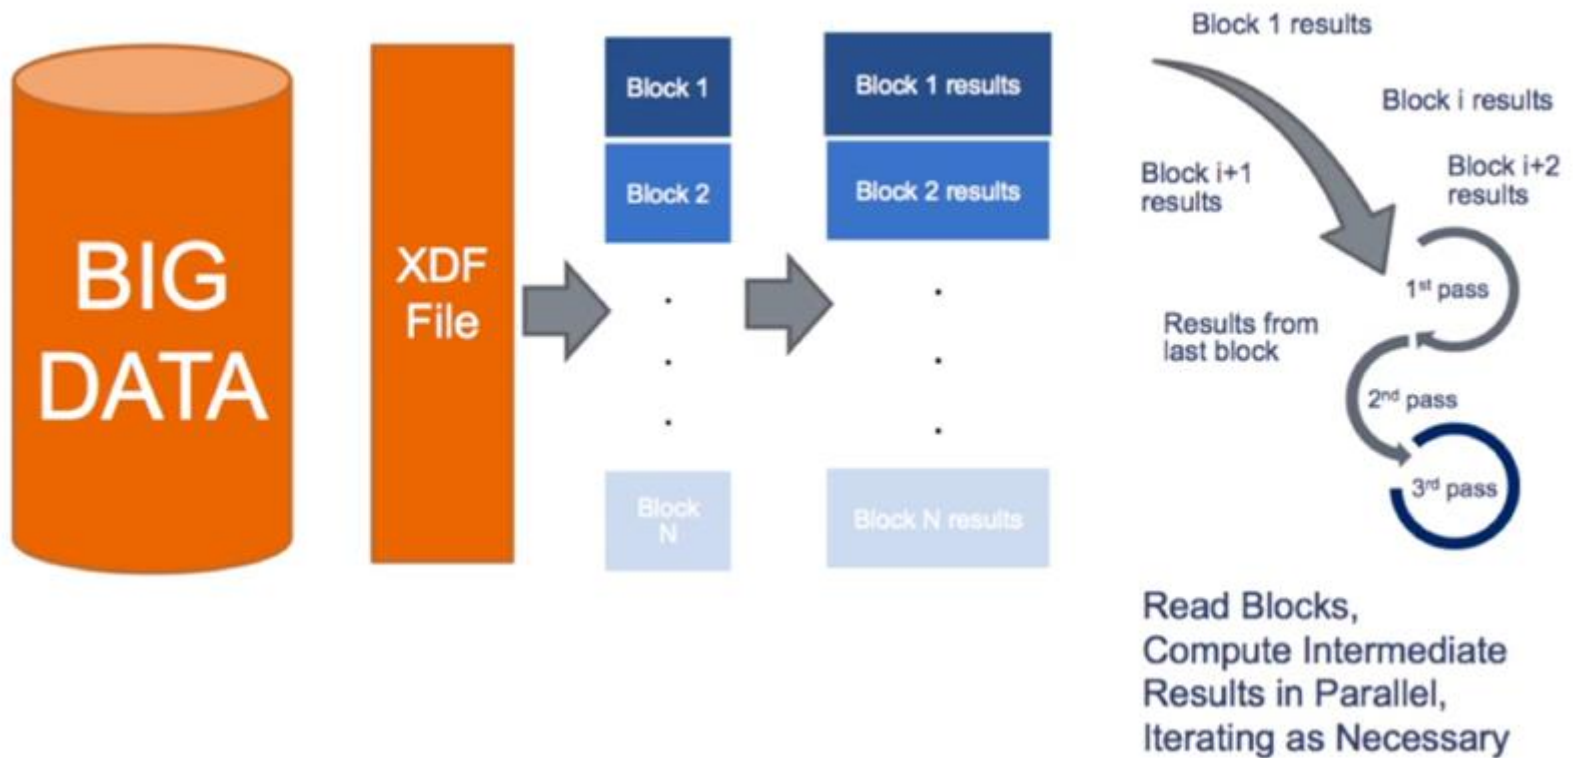 BIG
DATA
XDF
File
Block 1
Block 2
.
.
.
Block
N
Block 1 results
Block 2 results
.
.
.
Block N results
Block 1 results
Block i results
Block i+1
results
Block i+2
results
1st pass
Results from
last block
2nd pass
3rd pass
Read Blocks,
Compute Intermediate
Results in Parallel,
Iterating as Necessary